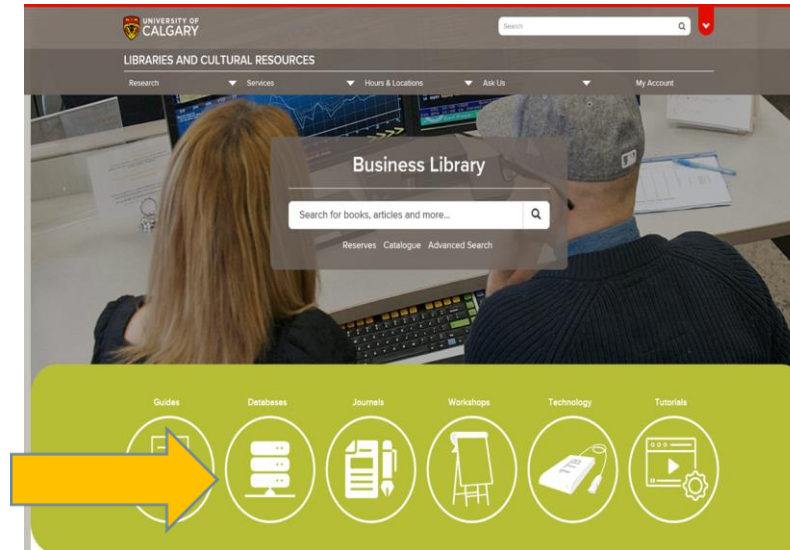 UNIVERSITY OF
CALGARY
Search
LIBRARIES AND CULTURAL RESOURCES
Research Services Hours & Locations Ask Us My Account
Business Library
Search for books, articles and more...
Reserves Catalogue Advanced Search
Guides Databases Journals Workshops Technology Tutorials
1TB